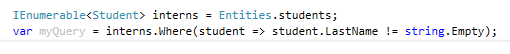 IEnumerable<Student> interns = Entities.students;
var myQuery = interns.Where(student => student.LastName != string.Empty);